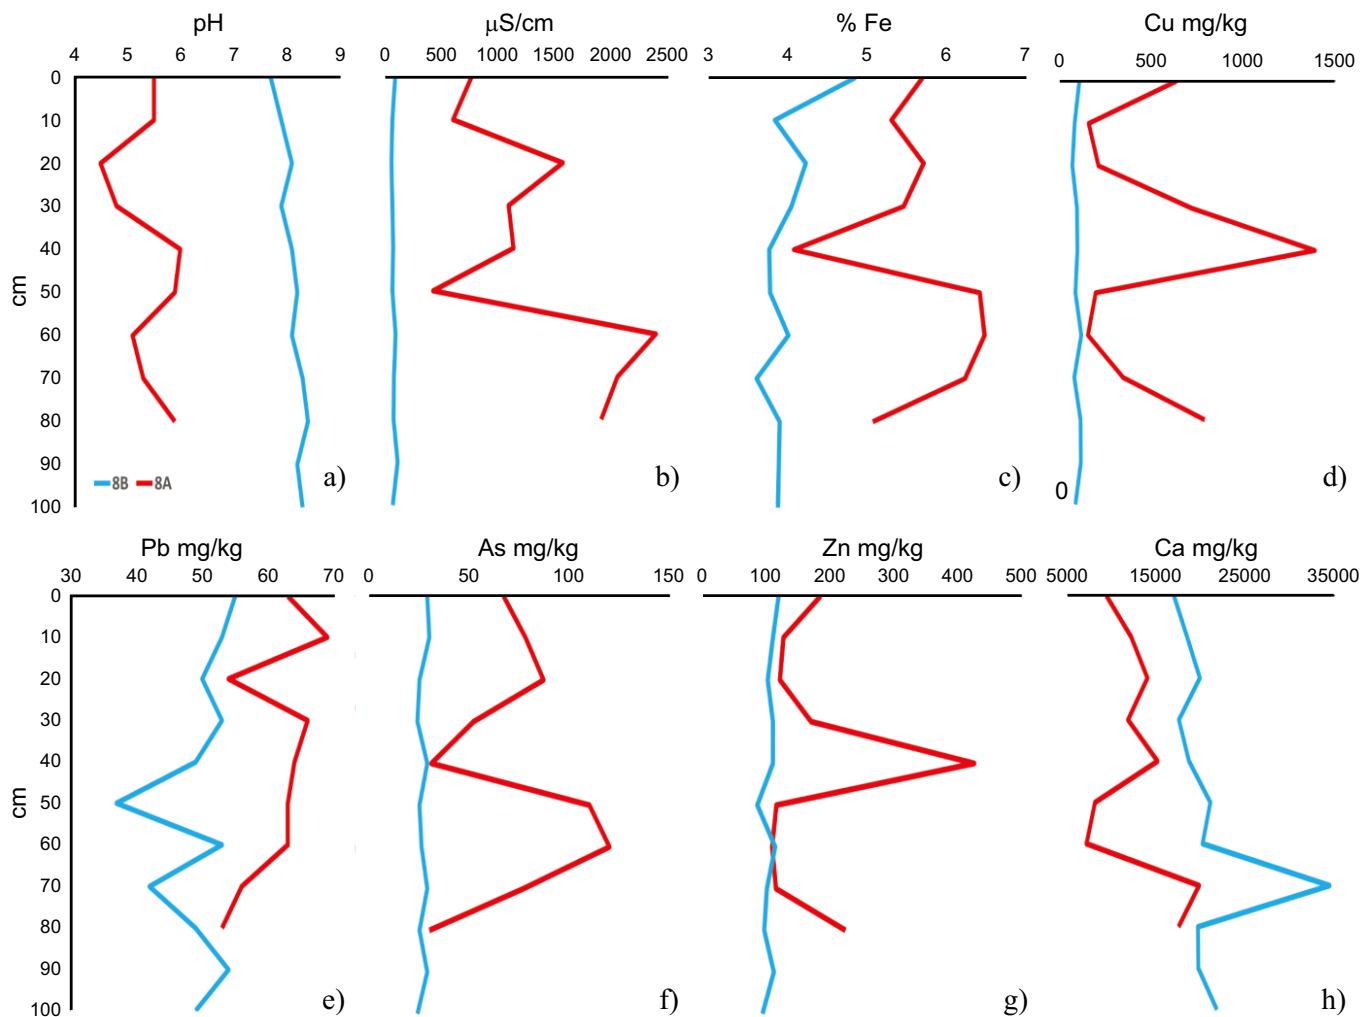 pH
µS/cm
% Fe
Cu mg/kg
4 5 6 7 8 9
0 500 1000 1500 2000 2500
3 4 5 6 7
0 500 1000 1500
0
10
20
30
40
50
60
70
80
90
100
cm
8B 8A
a)
b)
c)
0
d)
Pb mg/kg
As mg/kg
Zn mg/kg
Ca mg/kg
30 40 50 60 70
0 50 100 150
0 100 200 300 400 500
5000 15000 25000 35000
0
10
20
30
40
50
60
70
80
90
100
cm
e)
f)
g)
h)